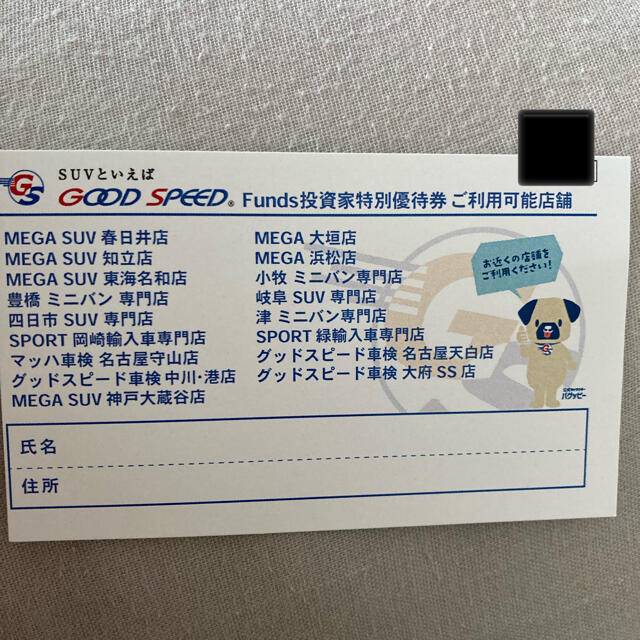 SUVといえば
GS GOOD SPEED® Funds投資家特別優待券 ご利用可能店舗
MEGA SUV 春日井店
MEGA SUV 知立店
MEGA SUV 東海名和店
豊橋 ミニバン 専門店
四日市 SUV 専門店
SPORT 岡崎輸入車専門店
マッハ車検 名古屋守山店
グッドスピード車検 中川・港店
MEGA SUV 神戸大蔵谷店
MEGA 大垣店
MEGA 浜松店
小牧 ミニバン専門店
岐阜 SUV 専門店
津 ミニバン専門店
SPORT 緑輸入車専門店
グッドスピード車検 名古屋天白店
グッドスピード車検 大府 SS 店
お近くの店舗を
ご利用ください!
公式キャラクター
パグッピー
氏名
住所